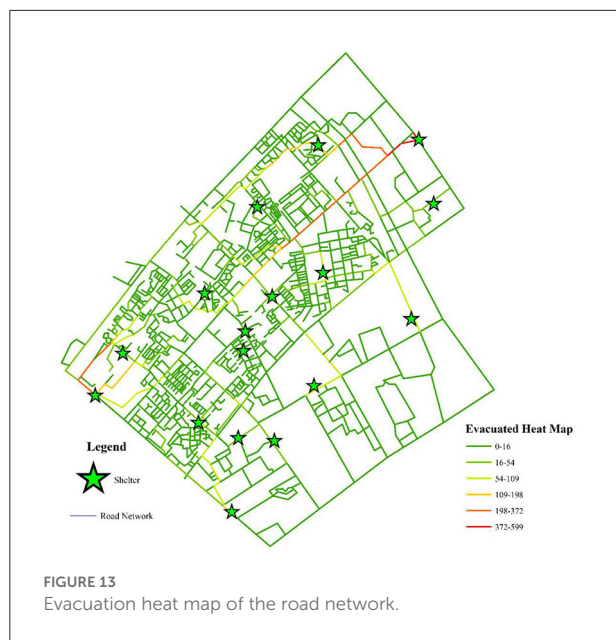 Legend
Shelter
Road Network
Evacuated Heat Map
0-16
16-54
54-109
109-198
198-372
372-599
FIGURE 13
Evacuation heat map of the road network.